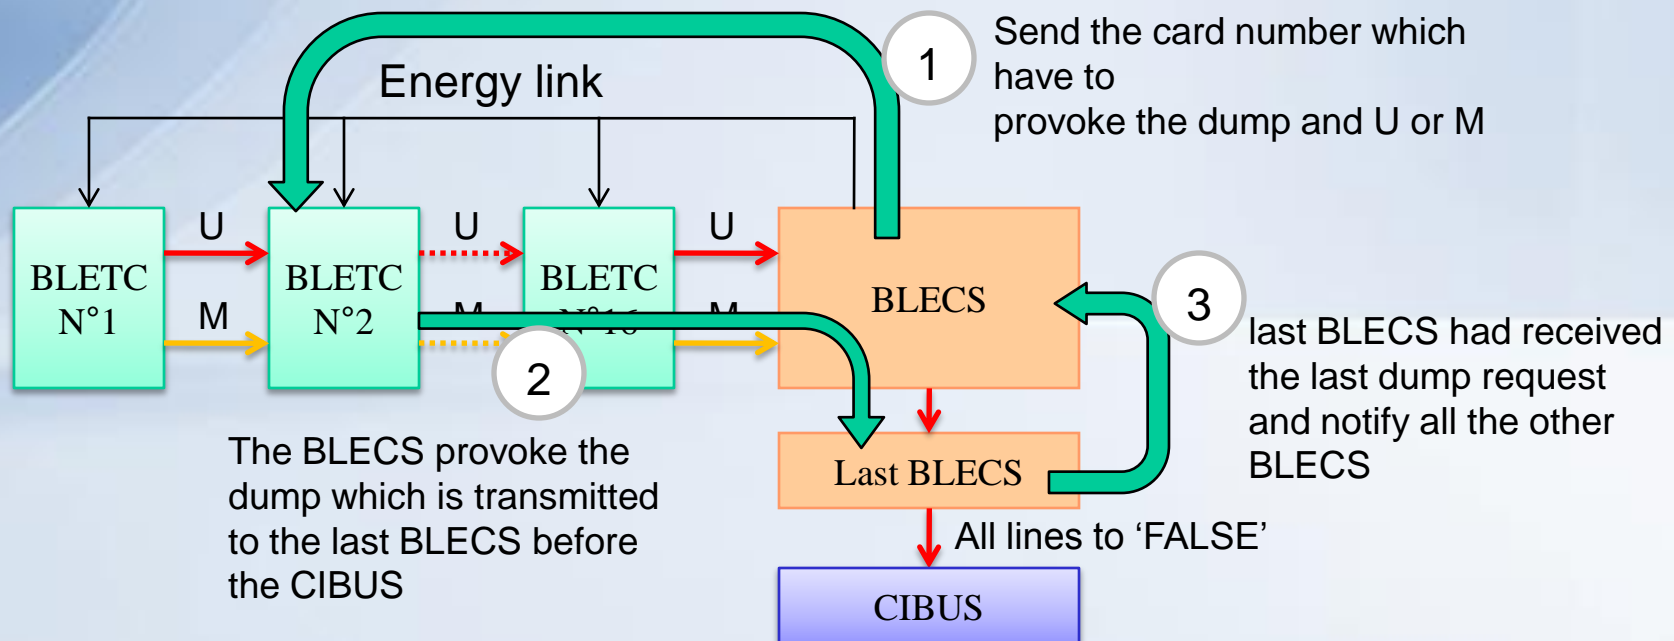 1
Send the card number which
have to
provoke the dump and U or M
Energy link
U
U
U
BLETC
N°1
BLETC
N°2
BLETC
N°16
BLECS
M
M
M
2
3
The BLECS provoke the
dump which is transmitted
to the last BLECS before
the CIBUS
last BLECS had received
the last dump request
and notify all the other
BLECS
Last BLECS
All lines to ‘FALSE’
CIBUS